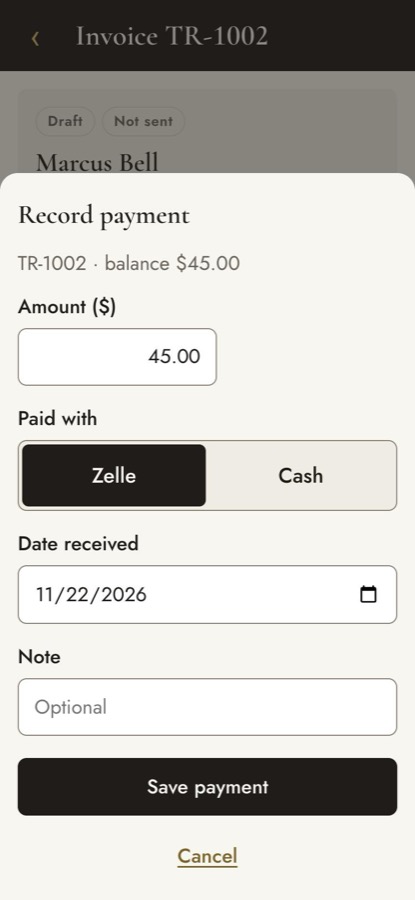 ‹ Invoice TR-1002
Draft Not sent
Marcus Bell
Record payment
TR-1002 · balance $45.00
Amount ($)
45.00
Paid with
Zelle Cash
Date received
11/22/2026
Note
Optional
Save payment
Cancel